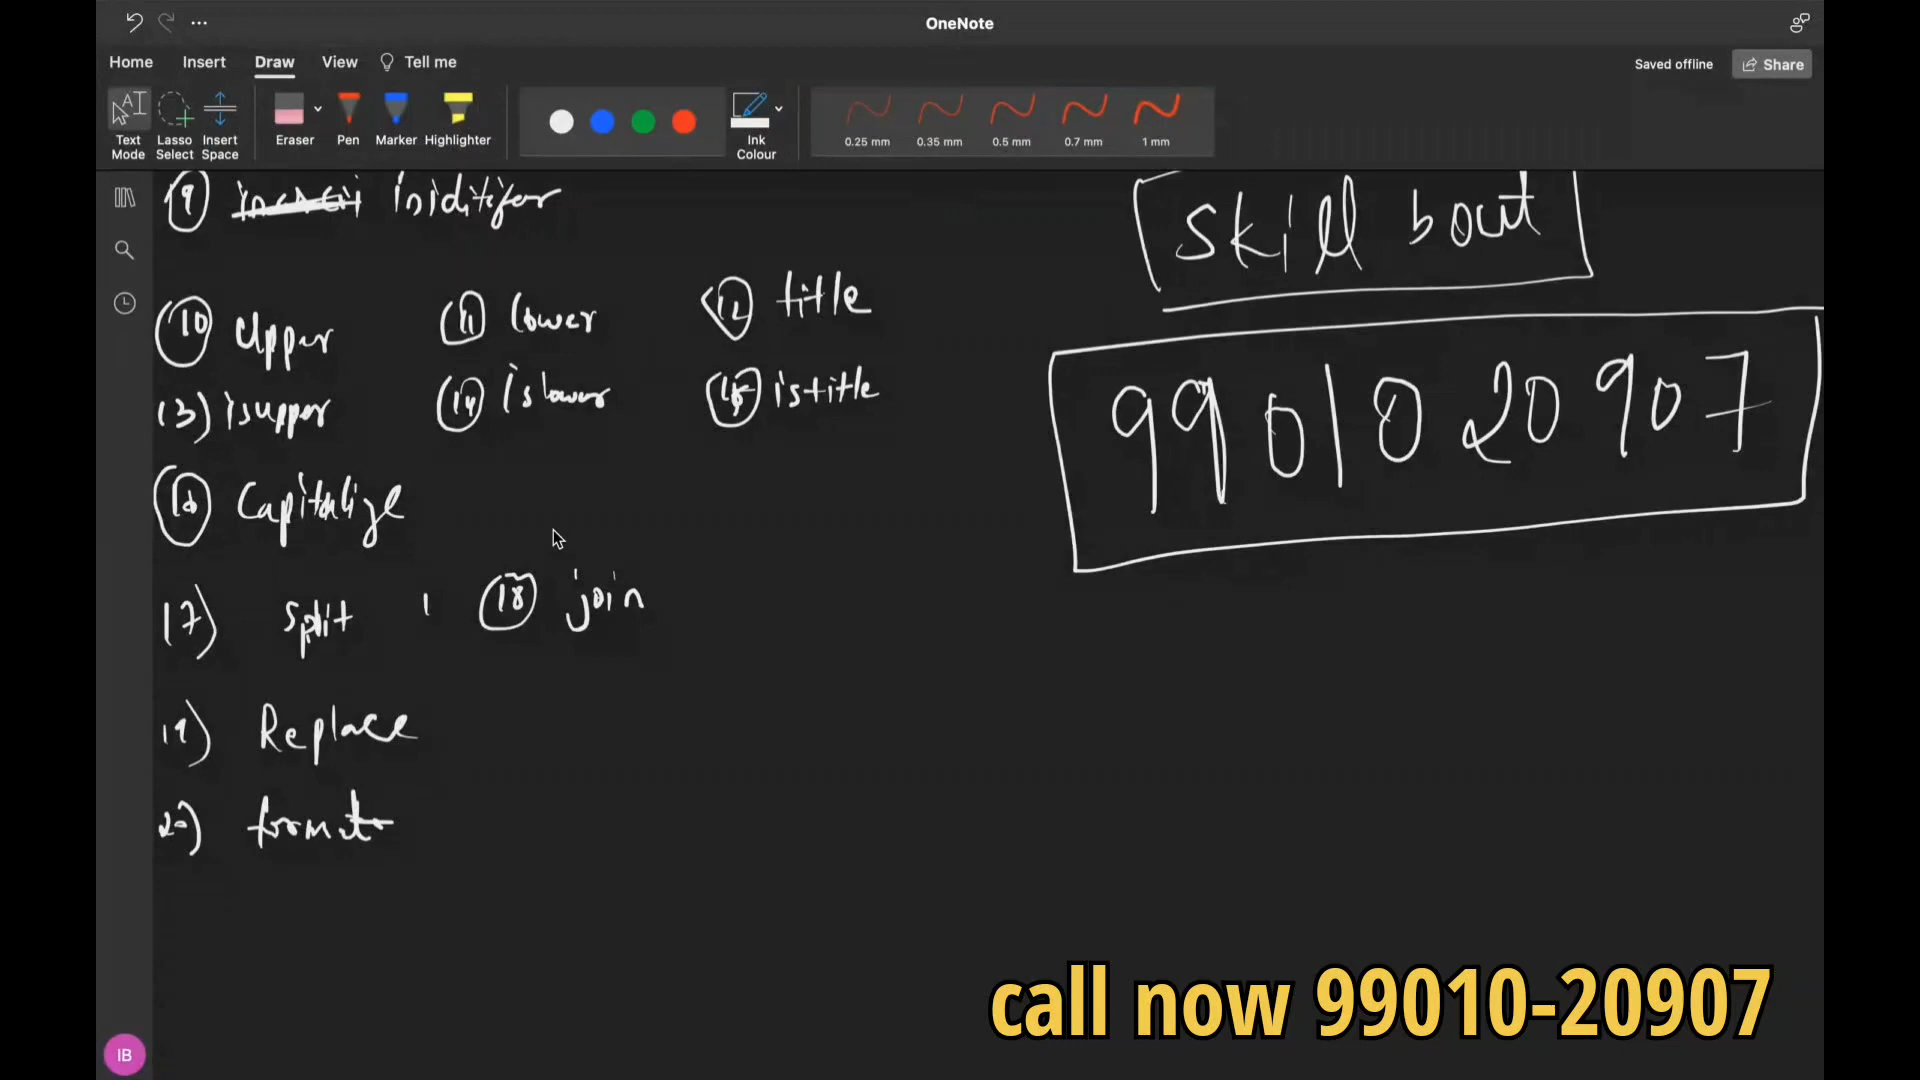 OneNote
Home Insert Draw View Tell me
Saved offline Share
Text Mode
Lasso Select
Insert Space
Eraser
Pen
Marker
Highlighter
Ink Colour
0.25 mm
0.35 mm
0.5 mm
0.7 mm
1 mm
9 iniditifer
10 Upper 11 lower 12 title
13) isupper 14 islower 15 istitle
16 Capitalize
17) split , 18 join
19) Replace
20) format
Skill bout
9901020907
call now 99010-20907
IB